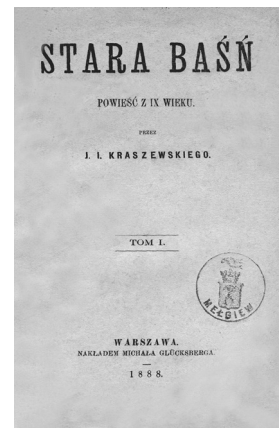 STARA BAŚŃ
POWIEŚĆ Z IX WIEKU.
PRZEZ
J. I. KRASZEWSKIEGO.
TOM I.
MEŁGIEW
WARSZAWA.
NAKŁADEM MICHAŁA GLÜCKSBERGA.
1888.